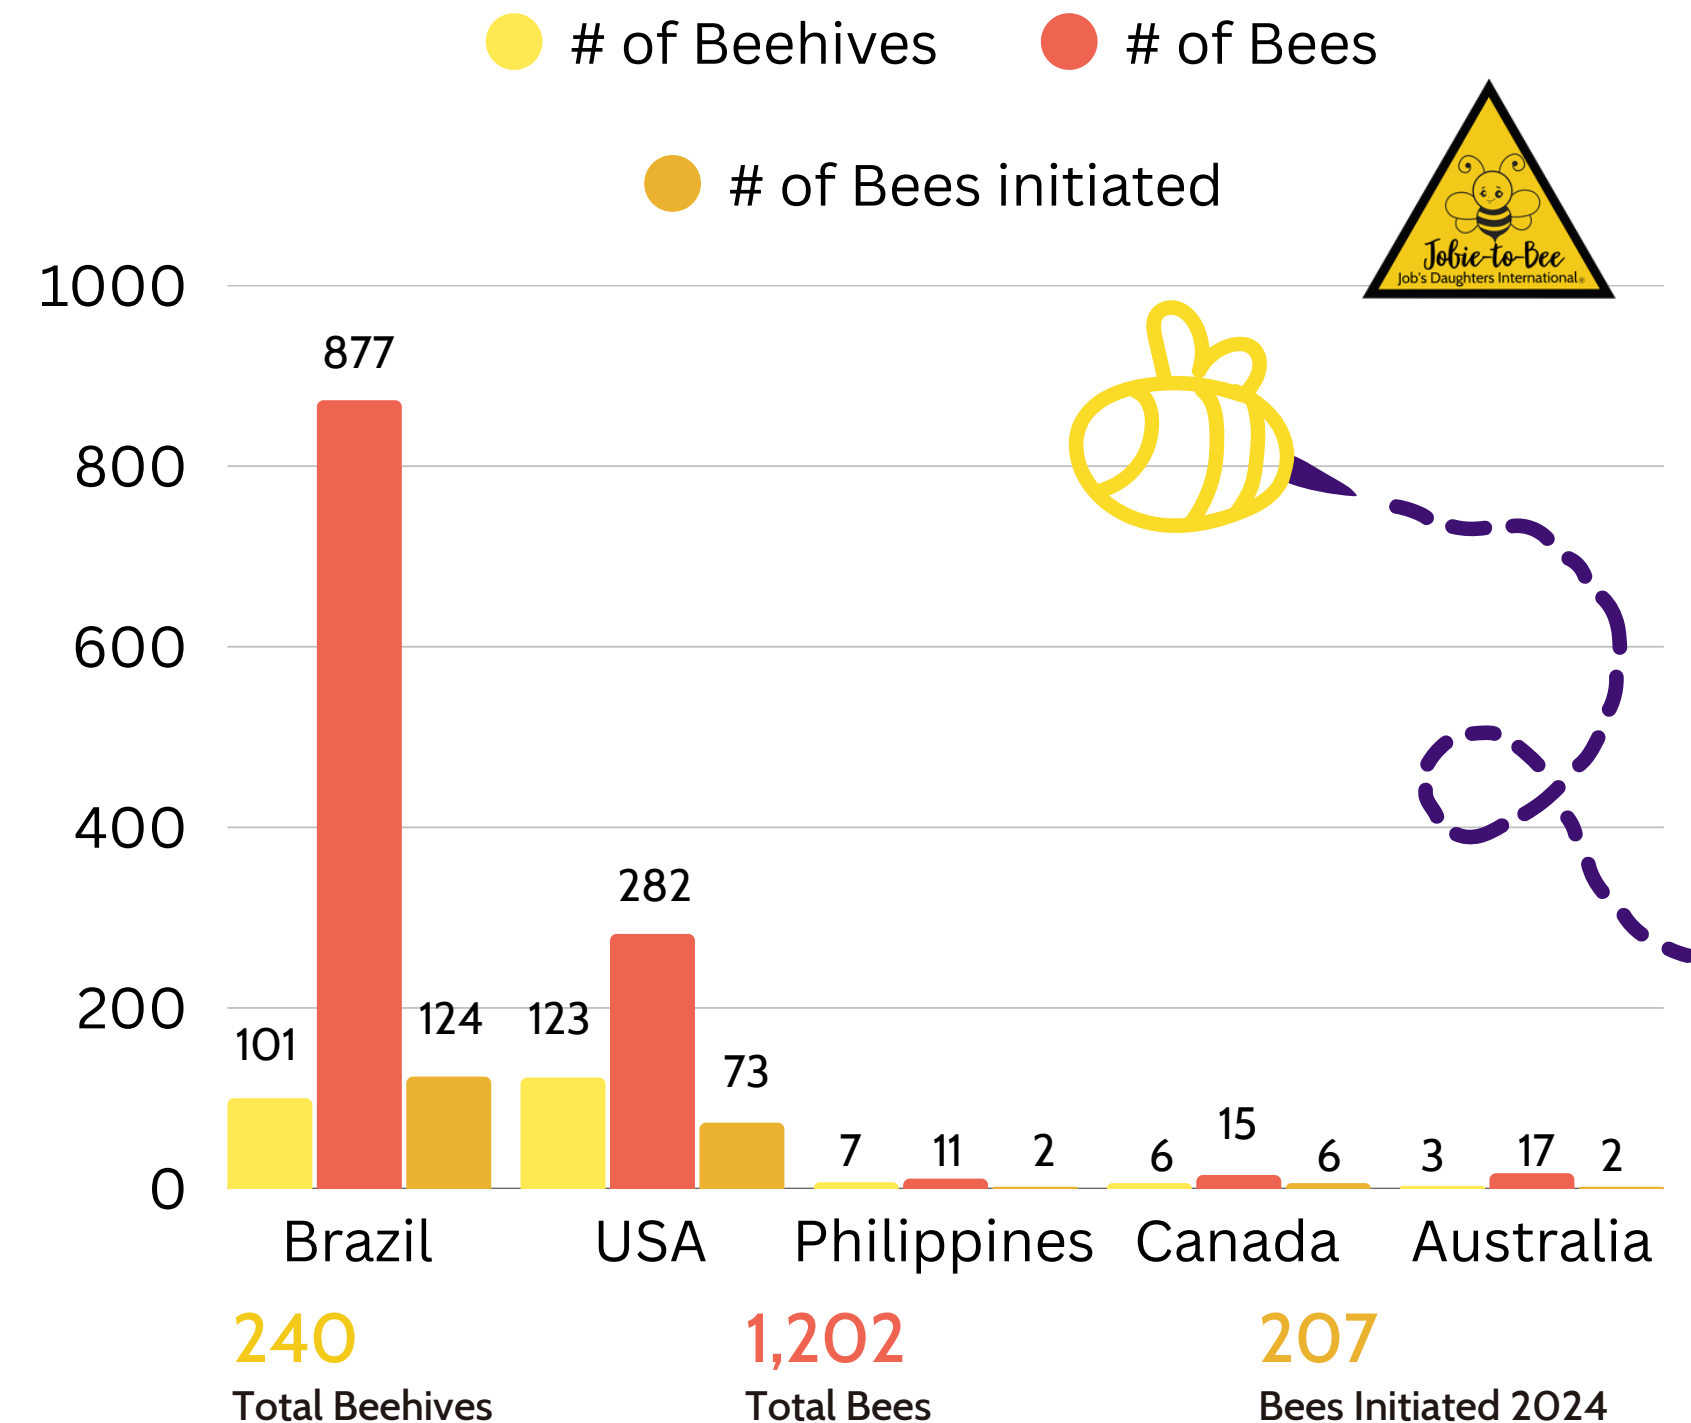 # of Beehives # of Bees
# of Bees initiated
Jobie-to-Bee
Job's Daughters International®
1000
877
800
600
400
282
200
101 124 123 73
7 11 2 6 15 6 3 17 2
0
Brazil USA Philippines Canada Australia
240 1,202 207
Total Beehives Total Bees Bees Initiated 2024